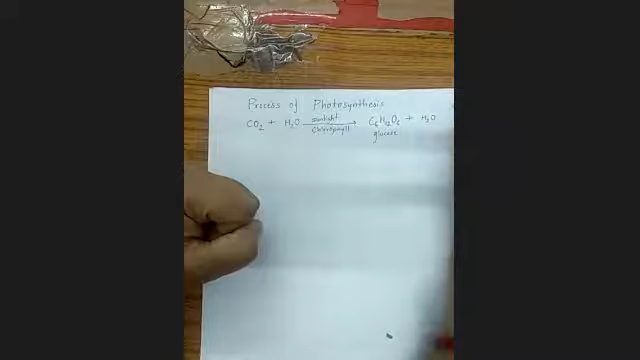 Process of Photosynthesis
CO2 + H2O sunlight → C6H12O6 + H2O
chlorophyll glucose